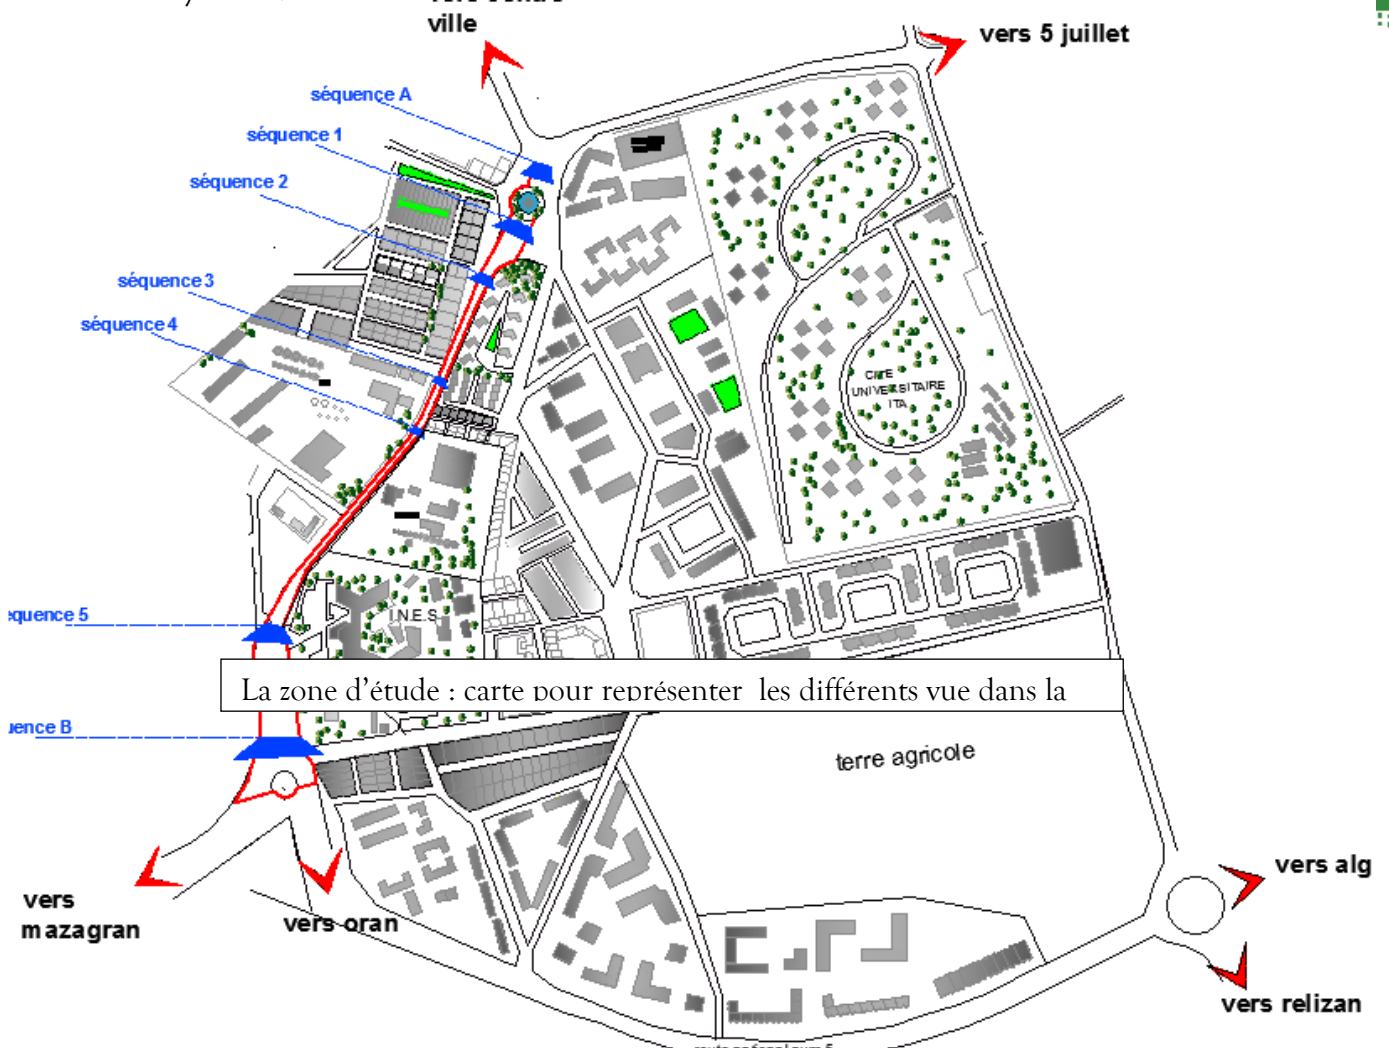 ville
vers 5 juillet
séquence A
séquence 1
séquence 2
séquence 3
séquence 4
CITE
UNIVERSITAIRE
ITA
équence 5
I.N.E.S
La zone d'étude : carte pour représenter les différents vue dans la
uence B
terre agricole
vers alg
vers
mazagran
vers oran
vers relizan